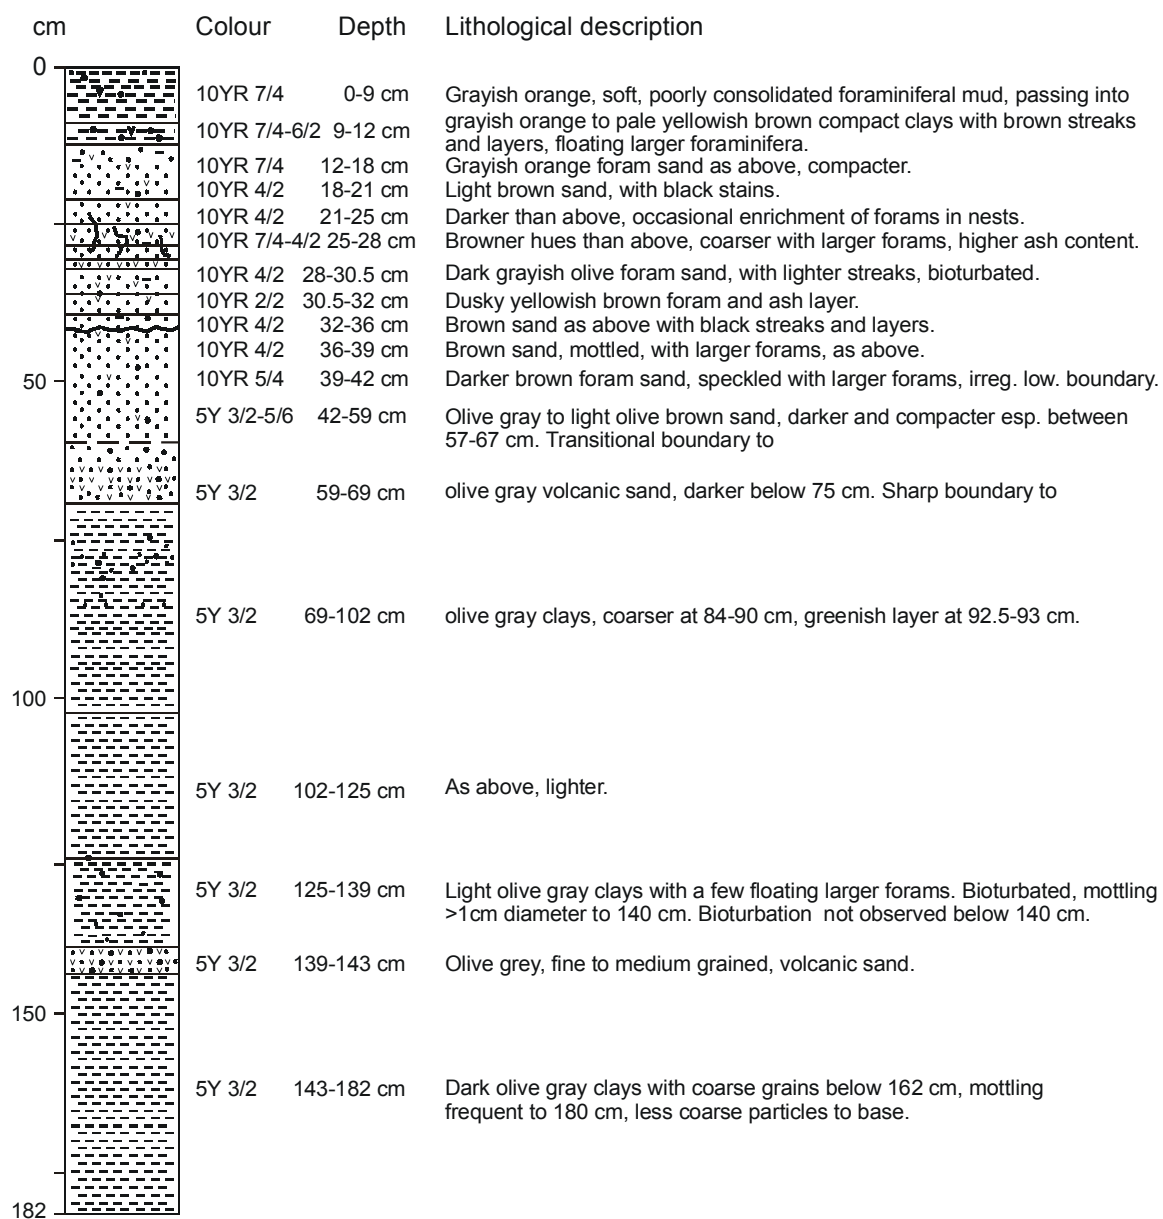 cm Colour Depth Lithological description
0
10YR 7/4 0-9 cm Grayish orange, soft, poorly consolidated foraminiferal mud, passing into
10YR 7/4-6/2 9-12 cm grayish orange to pale yellowish brown compact clays with brown streaks
and layers, floating larger foraminifera.
10YR 7/4 12-18 cm Grayish orange foram sand as above, compacter.
10YR 4/2 18-21 cm Light brown sand, with black stains.
10YR 4/2 21-25 cm Darker than above, occasional enrichment of forams in nests.
10YR 7/4-4/2 25-28 cm Browner hues than above, coarser with larger forams, higher ash content.
10YR 4/2 28-30.5 cm Dark grayish olive foram sand, with lighter streaks, bioturbated.
10YR 2/2 30.5-32 cm Dusky yellowish brown foram and ash layer.
10YR 4/2 32-36 cm Brown sand as above with black streaks and layers.
10YR 4/2 36-39 cm Brown sand, mottled, with larger forams, as above.
50
10YR 5/4 39-42 cm Darker brown foram sand, speckled with larger forams, irreg. low. boundary.
5Y 3/2-5/6 42-59 cm Olive gray to light olive brown sand, darker and compacter esp. between
57-67 cm. Transitional boundary to
5Y 3/2 59-69 cm olive gray volcanic sand, darker below 75 cm. Sharp boundary to
5Y 3/2 69-102 cm olive gray clays, coarser at 84-90 cm, greenish layer at 92.5-93 cm.
100
5Y 3/2 102-125 cm As above, lighter.
5Y 3/2 125-139 cm Light olive gray clays with a few floating larger forams. Bioturbated, mottling
>1cm diameter to 140 cm. Bioturbation not observed below 140 cm.
5Y 3/2 139-143 cm Olive grey, fine to medium grained, volcanic sand.
150
5Y 3/2 143-182 cm Dark olive gray clays with coarse grains below 162 cm, mottling
frequent to 180 cm, less coarse particles to base.
182